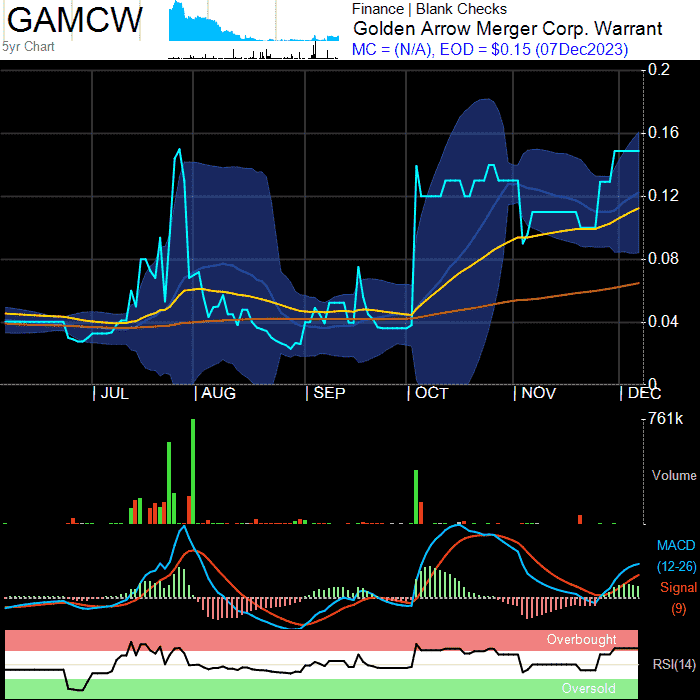 GAMCW
5yr Chart
Finance | Blank Checks
Golden Arrow Merger Corp. Warrant
MC = (N/A), EOD = $0.15 (07Dec2023)
0.2
0.16
0.12
0.08
0.04
0
| JUL | AUG | SEP | OCT | NOV | DEC
761k
Volume
MACD
(12-26)
Signal
(9)
Overbought
RSI(14)
Oversold